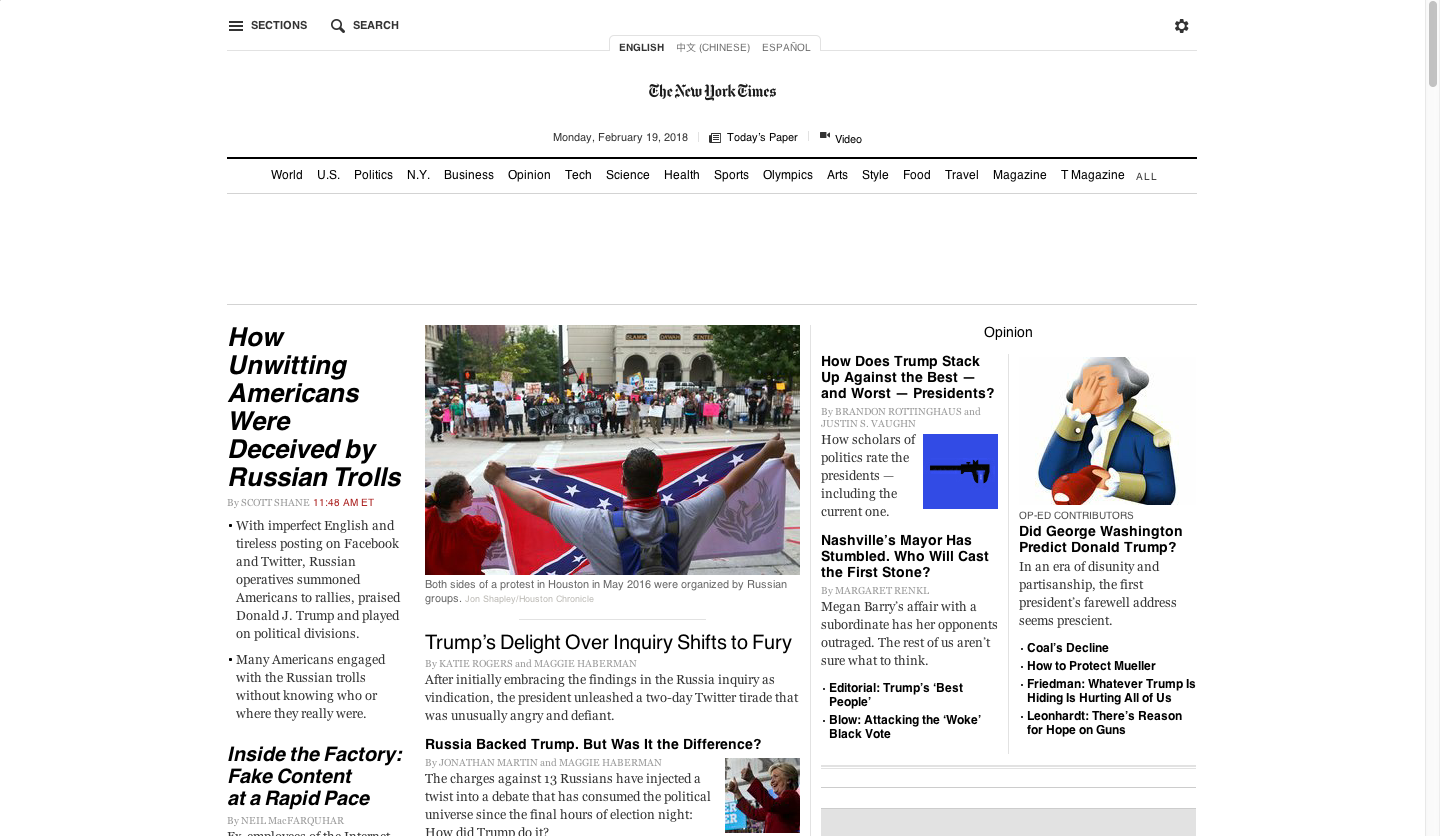 SECTIONS SEARCH
ENGLISH 中文 (CHINESE) ESPAÑOL
The New York Times
Monday, February 19, 2018 Today's Paper Video
World U.S. Politics N.Y. Business Opinion Tech Science Health Sports Olympics Arts Style Food Travel Magazine T Magazine ALL
How
Unwitting
Americans
Were
Deceived by
Russian Trolls
By SCOTT SHANE 11:48 AM ET
▪ With imperfect English and
tireless posting on Facebook
and Twitter, Russian
operatives summoned
Americans to rallies, praised
Donald J. Trump and played
on political divisions.
▪ Many Americans engaged
with the Russian trolls
without knowing who or
where they really were.
Inside the Factory:
Fake Content
at a Rapid Pace
By NEIL MacFARQUHAR
Ex-employees of the Internet
ISLAMIC DA'WAH CENTER
Both sides of a protest in Houston in May 2016 were organized by Russian
groups. Jon Shapley/Houston Chronicle
Trump's Delight Over Inquiry Shifts to Fury
By KATIE ROGERS and MAGGIE HABERMAN
After initially embracing the findings in the Russia inquiry as
vindication, the president unleashed a two-day Twitter tirade that
was unusually angry and defiant.
Russia Backed Trump. But Was It the Difference?
By JONATHAN MARTIN and MAGGIE HABERMAN
The charges against 13 Russians have injected a
twist into a debate that has consumed the political
universe since the final hours of election night:
How did Trump do it?
Opinion
How Does Trump Stack
Up Against the Best —
and Worst — Presidents?
By BRANDON ROTTINGHAUS and
JUSTIN S. VAUGHN
How scholars of
politics rate the
presidents —
including the
current one.
Nashville's Mayor Has
Stumbled. Who Will Cast
the First Stone?
By MARGARET RENKL
Megan Barry's affair with a
subordinate has her opponents
outraged. The rest of us aren't
sure what to think.
· Editorial: Trump's 'Best
People'
· Blow: Attacking the 'Woke'
Black Vote
OP-ED CONTRIBUTORS
Did George Washington
Predict Donald Trump?
In an era of disunity and
partisanship, the first
president's farewell address
seems prescient.
· Coal's Decline
· How to Protect Mueller
· Friedman: Whatever Trump Is
Hiding Is Hurting All of Us
· Leonhardt: There's Reason
for Hope on Guns